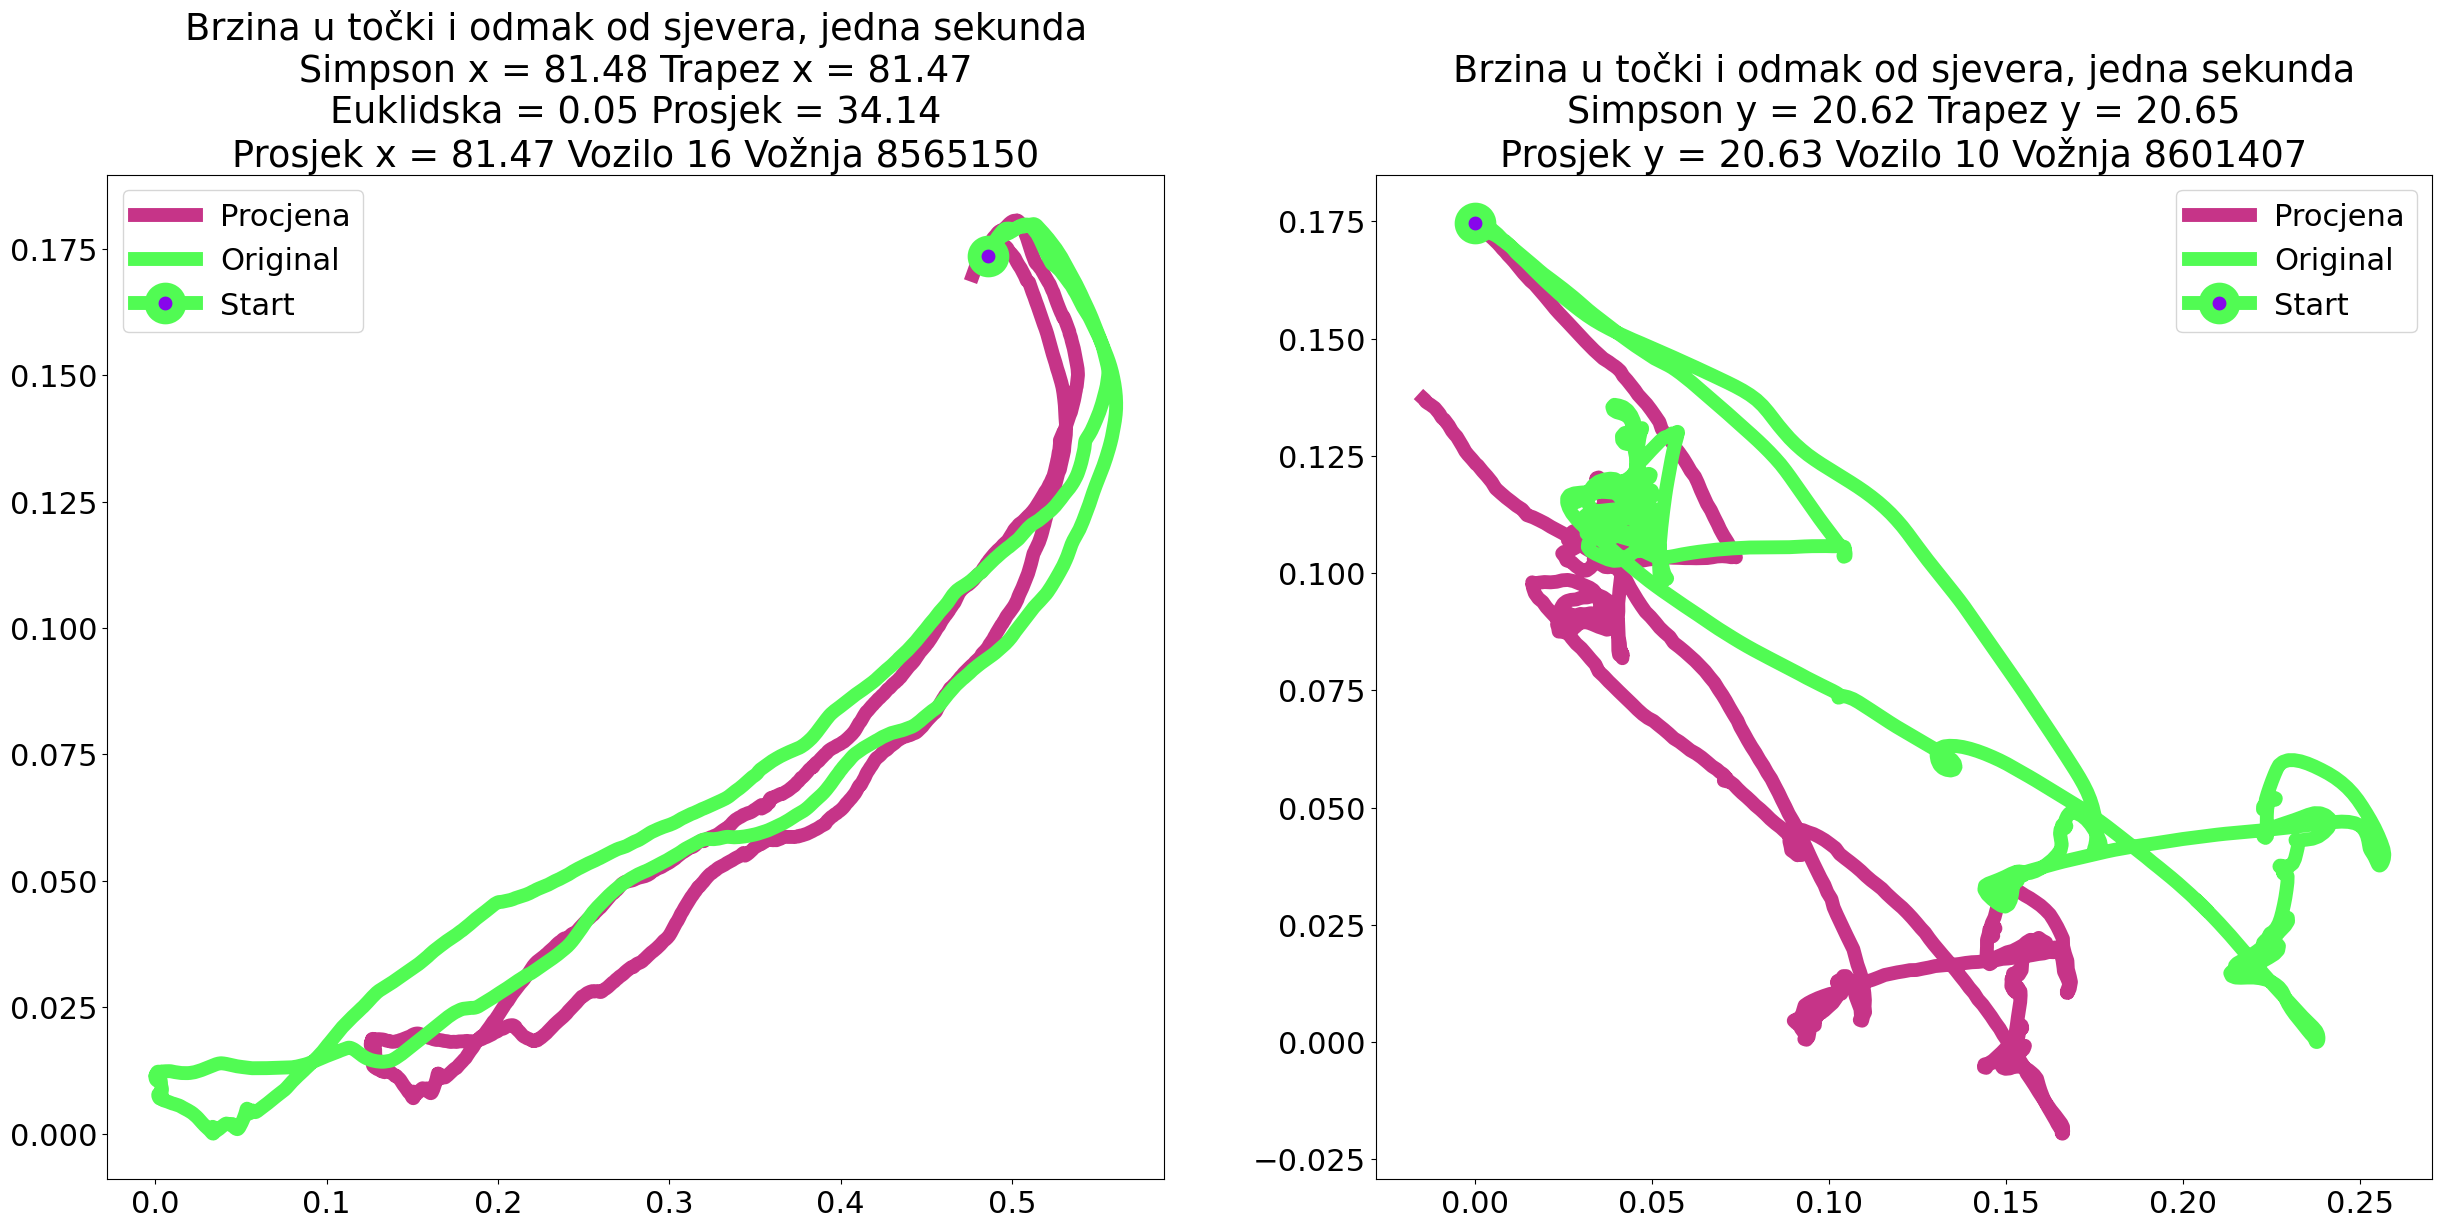 Brzina u točki i odmak od sjevera, jedna sekunda
Simpson x = 81.48 Trapez x = 81.47
Euklidska = 0.05 Prosjek = 34.14
Prosjek x = 81.47 Vozilo 16 Vožnja 8565150
Procjena
Original
Start
0.175
0.150
0.125
0.100
0.075
0.050
0.025
0.000
0.0
0.1
0.2
0.3
0.4
0.5
Brzina u točki i odmak od sjevera, jedna sekunda
Simpson y = 20.62 Trapez y = 20.65
Prosjek y = 20.63 Vozilo 10 Vožnja 8601407
Procjena
Original
Start
0.175
0.150
0.125
0.100
0.075
0.050
0.025
0.000
−0.025
0.00
0.05
0.10
0.15
0.20
0.25